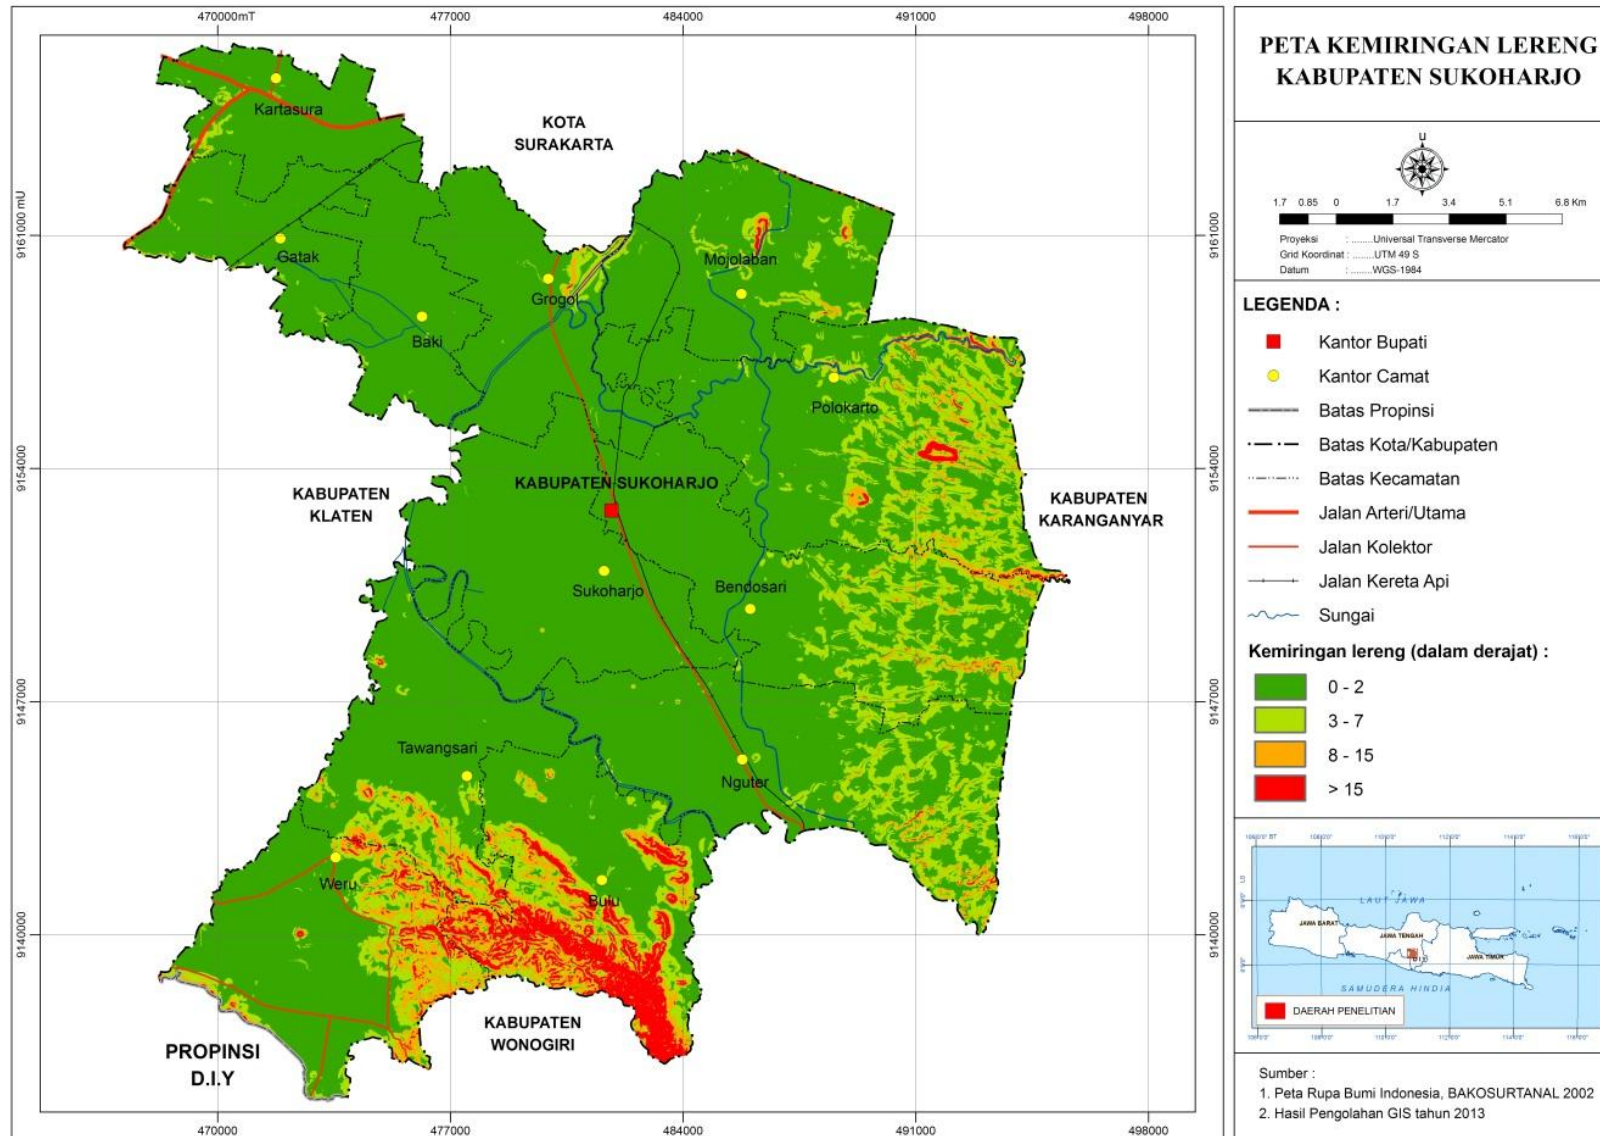 470000mT
477000
484000
491000
498000
9161000 mU
9154000
9147000
9140000
9161000
9154000
9147000
9140000
470000
477000
484000
491000
498000
Kartasura
KOTA
SURAKARTA
Gatak
Grogol
Mojolaban
Baki
Polokarto
KABUPATEN
KLATEN
KABUPATEN SUKOHARJO
KABUPATEN
KARANGANYAR
Sukoharjo
Bendosari
Tawangsari
Nguter
Weru
Bulu
KABUPATEN
WONOGIRI
PROPINSI
D.I.Y
PETA KEMIRINGAN LERENG
KABUPATEN SUKOHARJO
U
1.7 0.85 0 1.7 3.4 5.1 6.8 Km
Proyeksi : ........Universal Transverse Mercator
Grid Koordinat : ........UTM 49 S
Datum : ........WGS-1984
LEGENDA :
Kantor Bupati
Kantor Camat
Batas Propinsi
Batas Kota/Kabupaten
Batas Kecamatan
Jalan Arteri/Utama
Jalan Kolektor
Jalan Kereta Api
Sungai
Kemiringan lereng (dalam derajat) :
0 - 2
3 - 7
8 - 15
> 15
LAUT JAWA
JAWA BARAT
JAWA TENGAH
JAWA TIMUR
SAMUDERA HINDIA
DAERAH PENELITIAN
Sumber :
1. Peta Rupa Bumi Indonesia, BAKOSURTANAL 2002
2. Hasil Pengolahan GIS tahun 2013